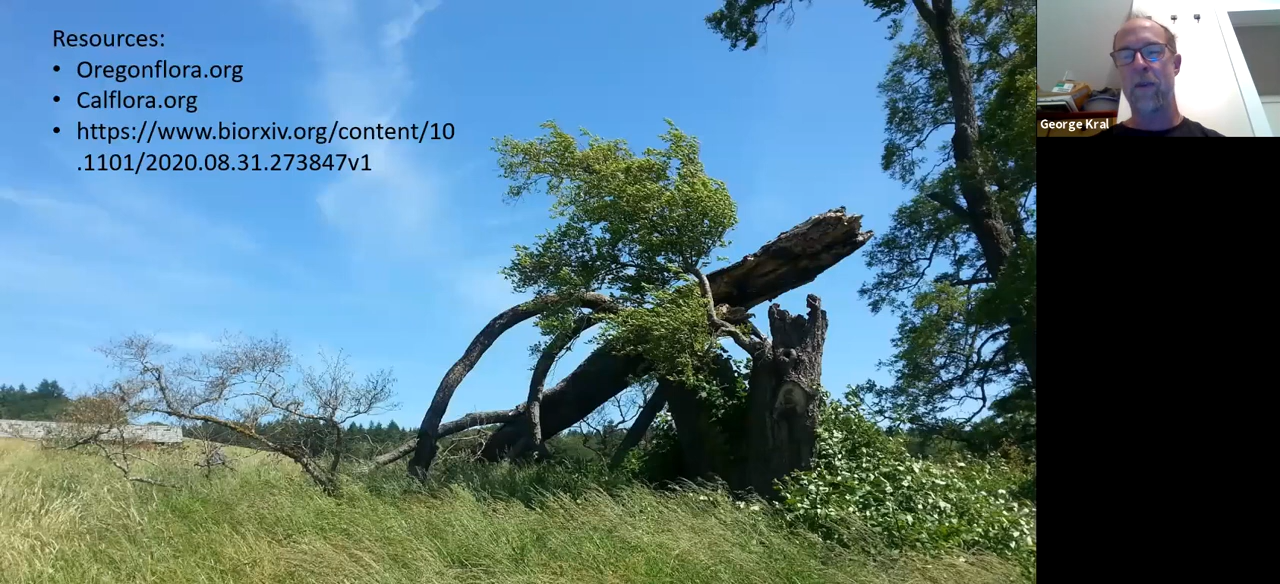 Resources:
• Oregonflora.org
• Calflora.org
• https://www.biorxiv.org/content/10
.1101/2020.08.31.273847v1
George Kral